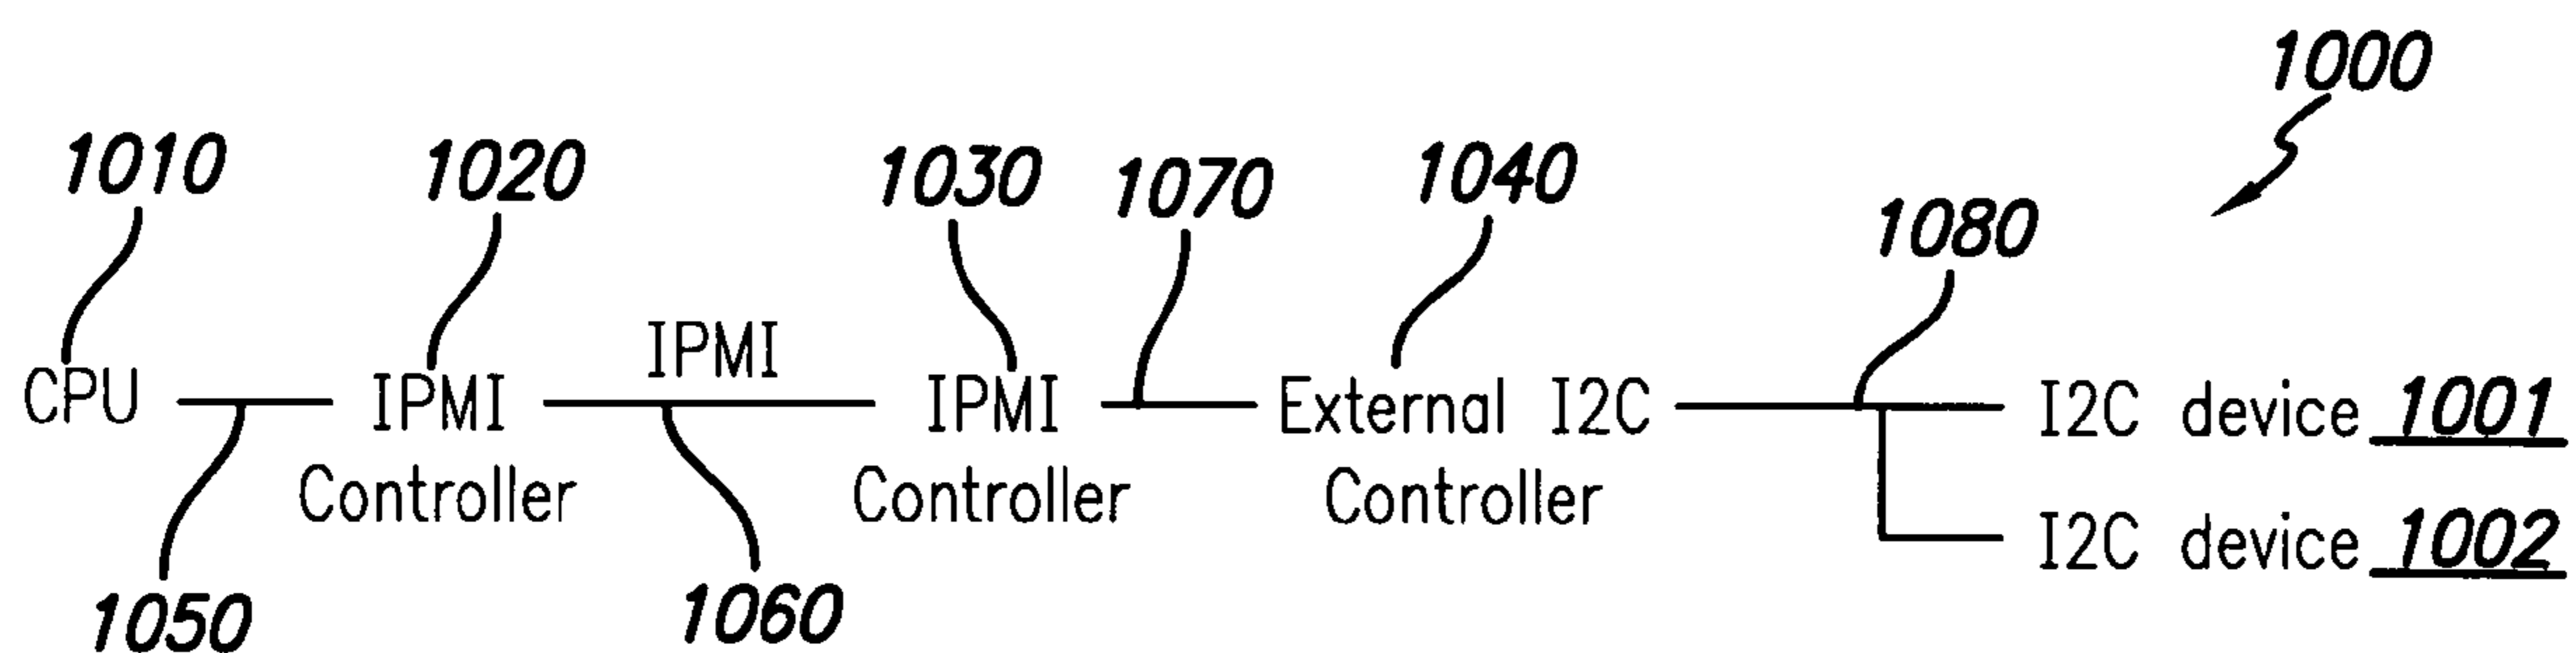 1000
1010 1020 1030 1070 1040 1080
IPMI
CPU IPMI IPMI External I2C I2C device 1001
Controller Controller Controller I2C device 1002
1050 1060